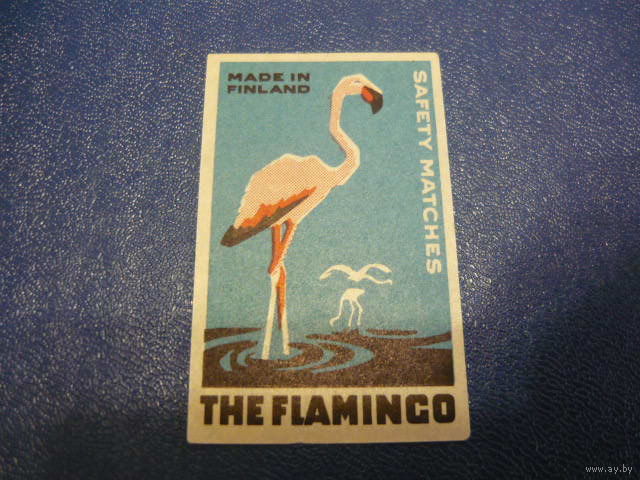 MADE IN
FINLAND
SAFETY MATCHES
THE FLAMINGO
www.ay.by